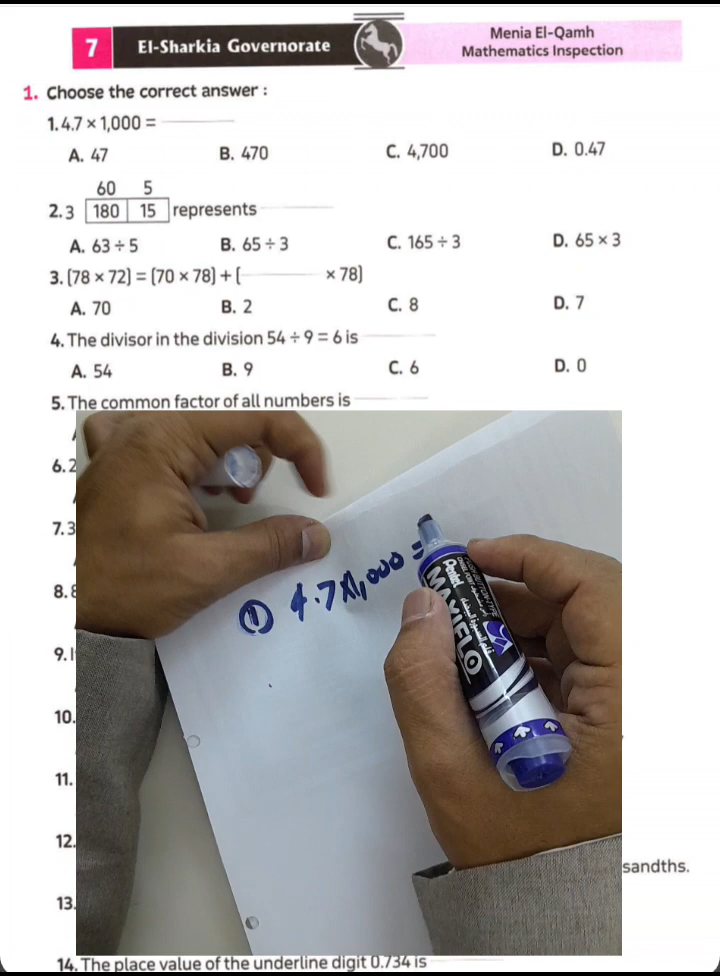 7 El-Sharkia Governorate
Menia El-Qamh
Mathematics Inspection
1. Choose the correct answer :
1. 4.7 × 1,000 =
A. 47 B. 470 C. 4,700 D. 0.47
60 5
2. 3 180 15 represents
A. 63 ÷ 5 B. 65 ÷ 3 C. 165 ÷ 3 D. 65 × 3
3. (78 × 72) = (70 × 78) + ( × 78)
A. 70 B. 2 C. 8 D. 7
4. The divisor in the division 54 ÷ 9 = 6 is
A. 54 B. 9 C. 6 D. 0
5. The common factor of all numbers is
6. 2
7. 3
8. 8
9.
10.
11.
12.
sandths.
13.
14. The place value of the underline digit 0.734 is
① 4.7 × 1,000 =
Pentel
MAXIFLO